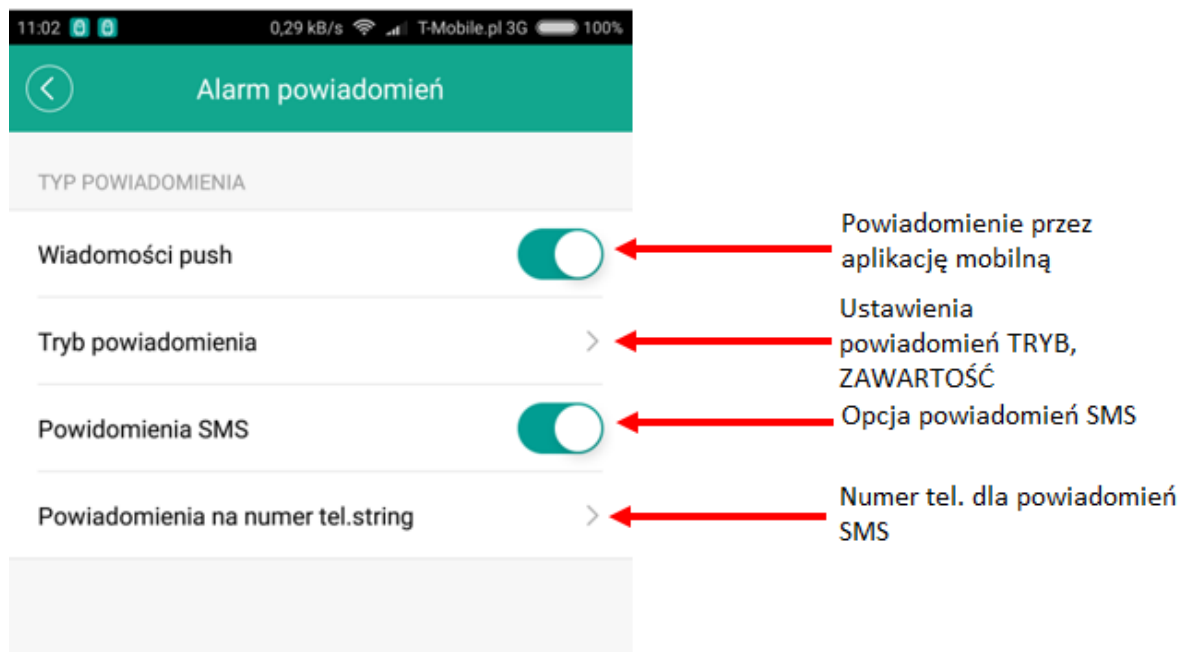 11:02 0,29 kB/s T-Mobile.pl 3G 100%
Alarm powiadomień
TYP POWIADOMIENIA
Wiadomości push
Powiadomienie przez
aplikację mobilną
Tryb powiadomienia
Ustawienia
powiadomień TRYB,
ZAWARTOŚĆ
Powidomienia SMS
Opcja powiadomień SMS
Powiadomienia na numer tel.string
Numer tel. dla powiadomień
SMS